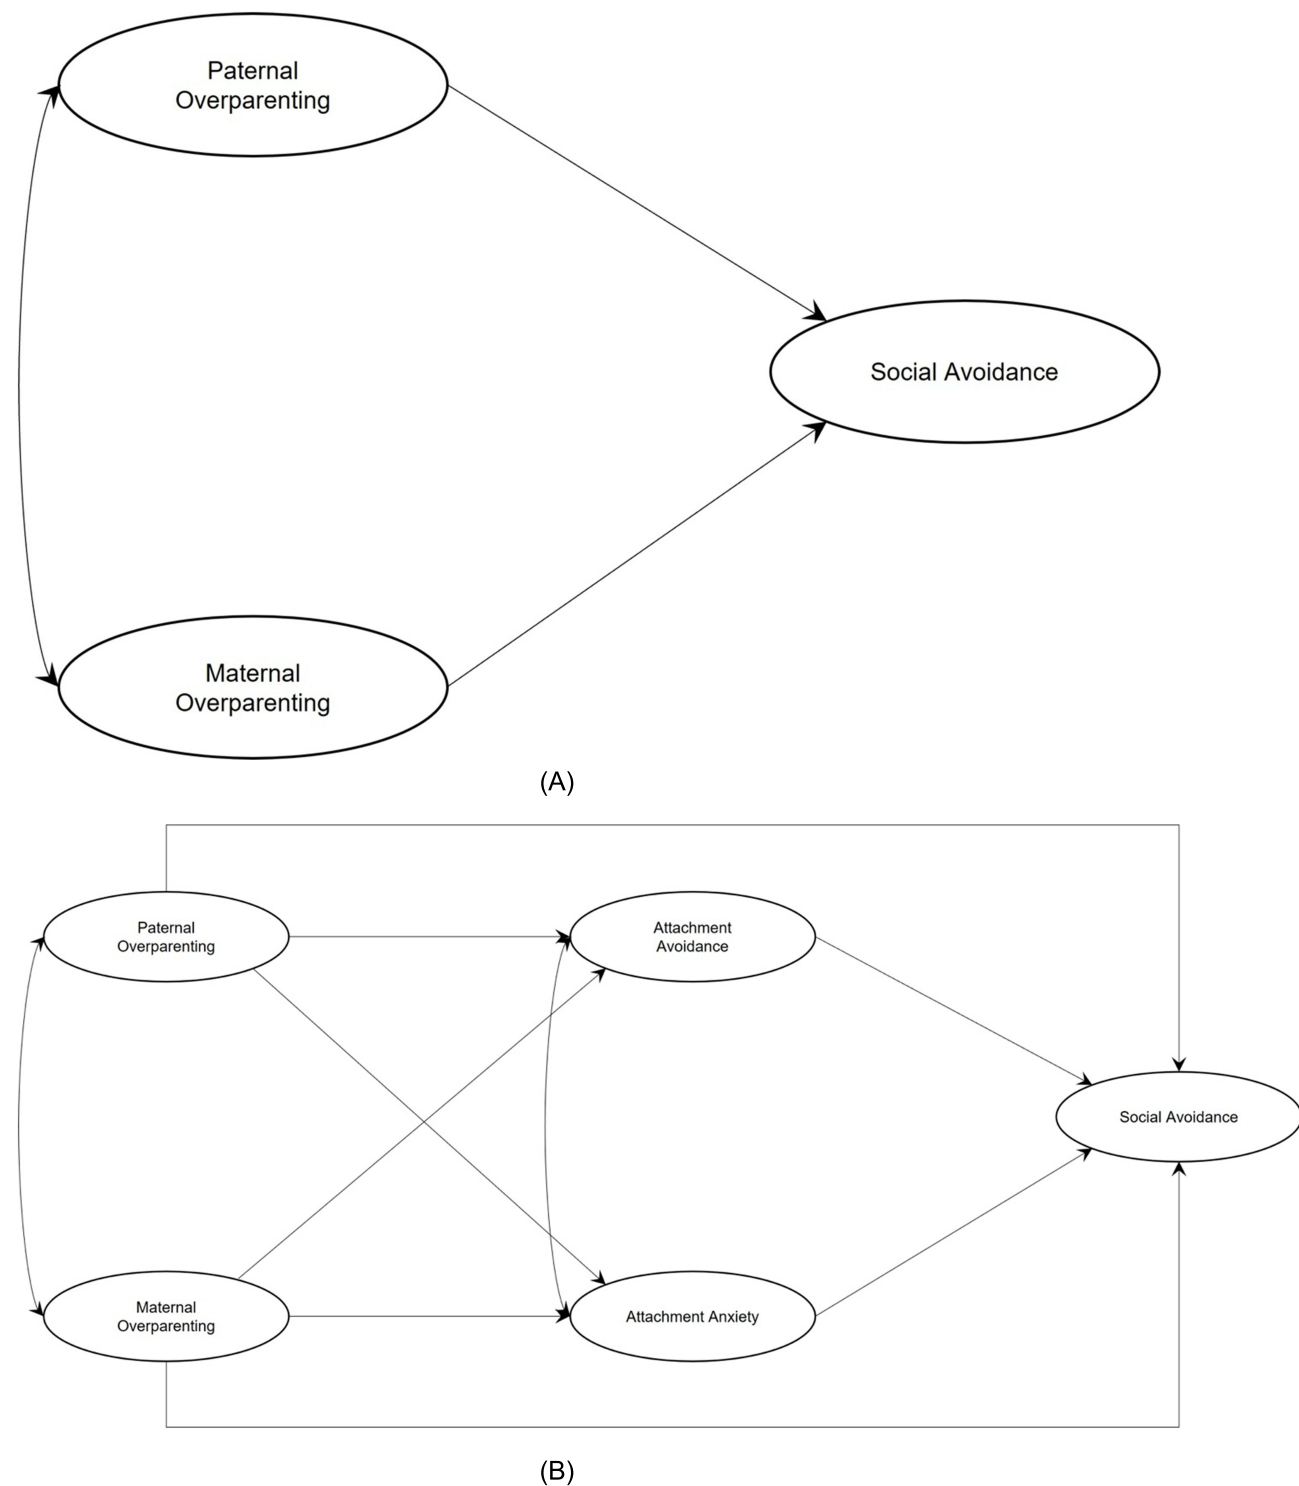 Paternal
Overparenting
Social Avoidance
Maternal
Overparenting
(A)
Paternal
Overparenting
Attachment
Avoidance
Social Avoidance
Maternal
Overparenting
Attachment Anxiety
(B)